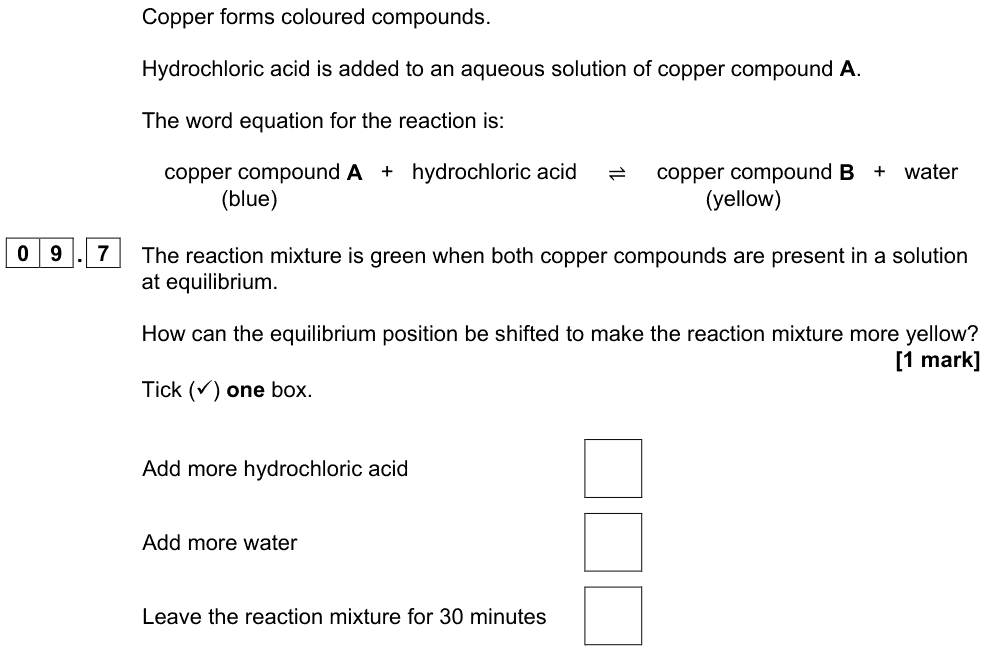 Copper forms coloured compounds.
Hydrochloric acid is added to an aqueous solution of copper compound A.
The word equation for the reaction is:
copper compound A + hydrochloric acid ⇌ copper compound B + water
(blue) (yellow)
0 9 . 7 The reaction mixture is green when both copper compounds are present in a solution
at equilibrium.
How can the equilibrium position be shifted to make the reaction mixture more yellow?
[1 mark]
Tick (✓) one box.
Add more hydrochloric acid
Add more water
Leave the reaction mixture for 30 minutes